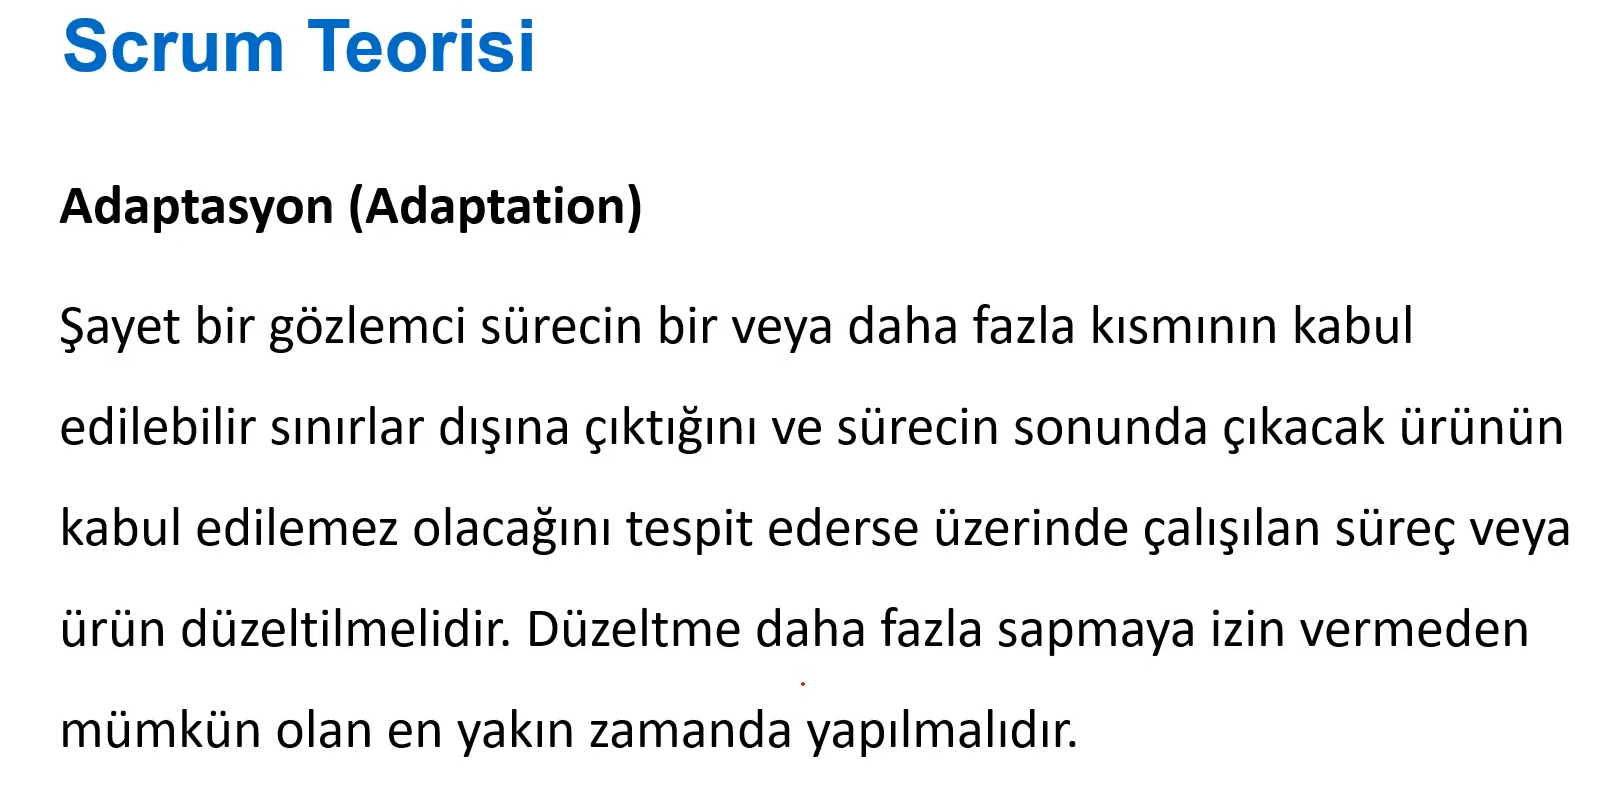 Scrum Teorisi
Adaptasyon (Adaptation)
Şayet bir gözlemci sürecin bir veya daha fazla kısmının kabul
edilebilir sınırlar dışına çıktığını ve sürecin sonunda çıkacak ürünün
kabul edilemez olacağını tespit ederse üzerinde çalışılan süreç veya
ürün düzeltilmelidir. Düzeltme daha fazla sapmaya izin vermeden
mümkün olan en yakın zamanda yapılmalıdır.